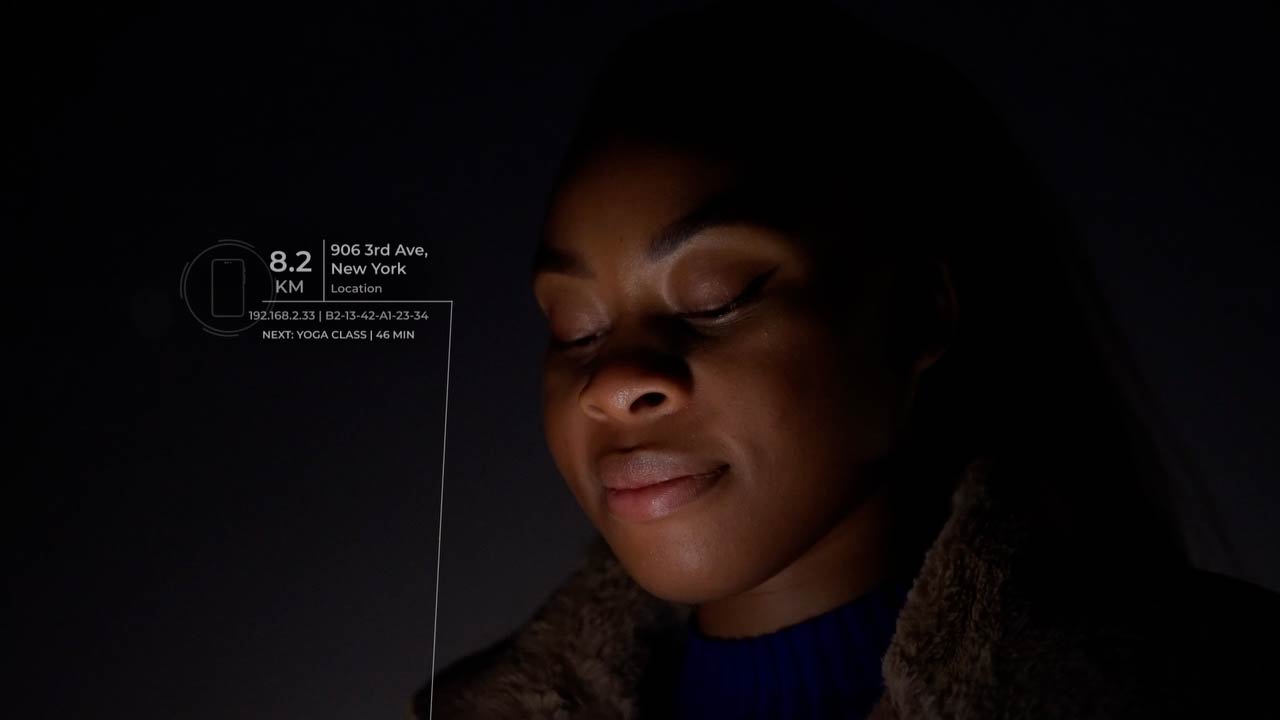 8.2
KM
906 3rd Ave,
New York
Location
192.168.2.33 | B2-13-42-A1-23-34
NEXT: YOGA CLASS | 46 MIN